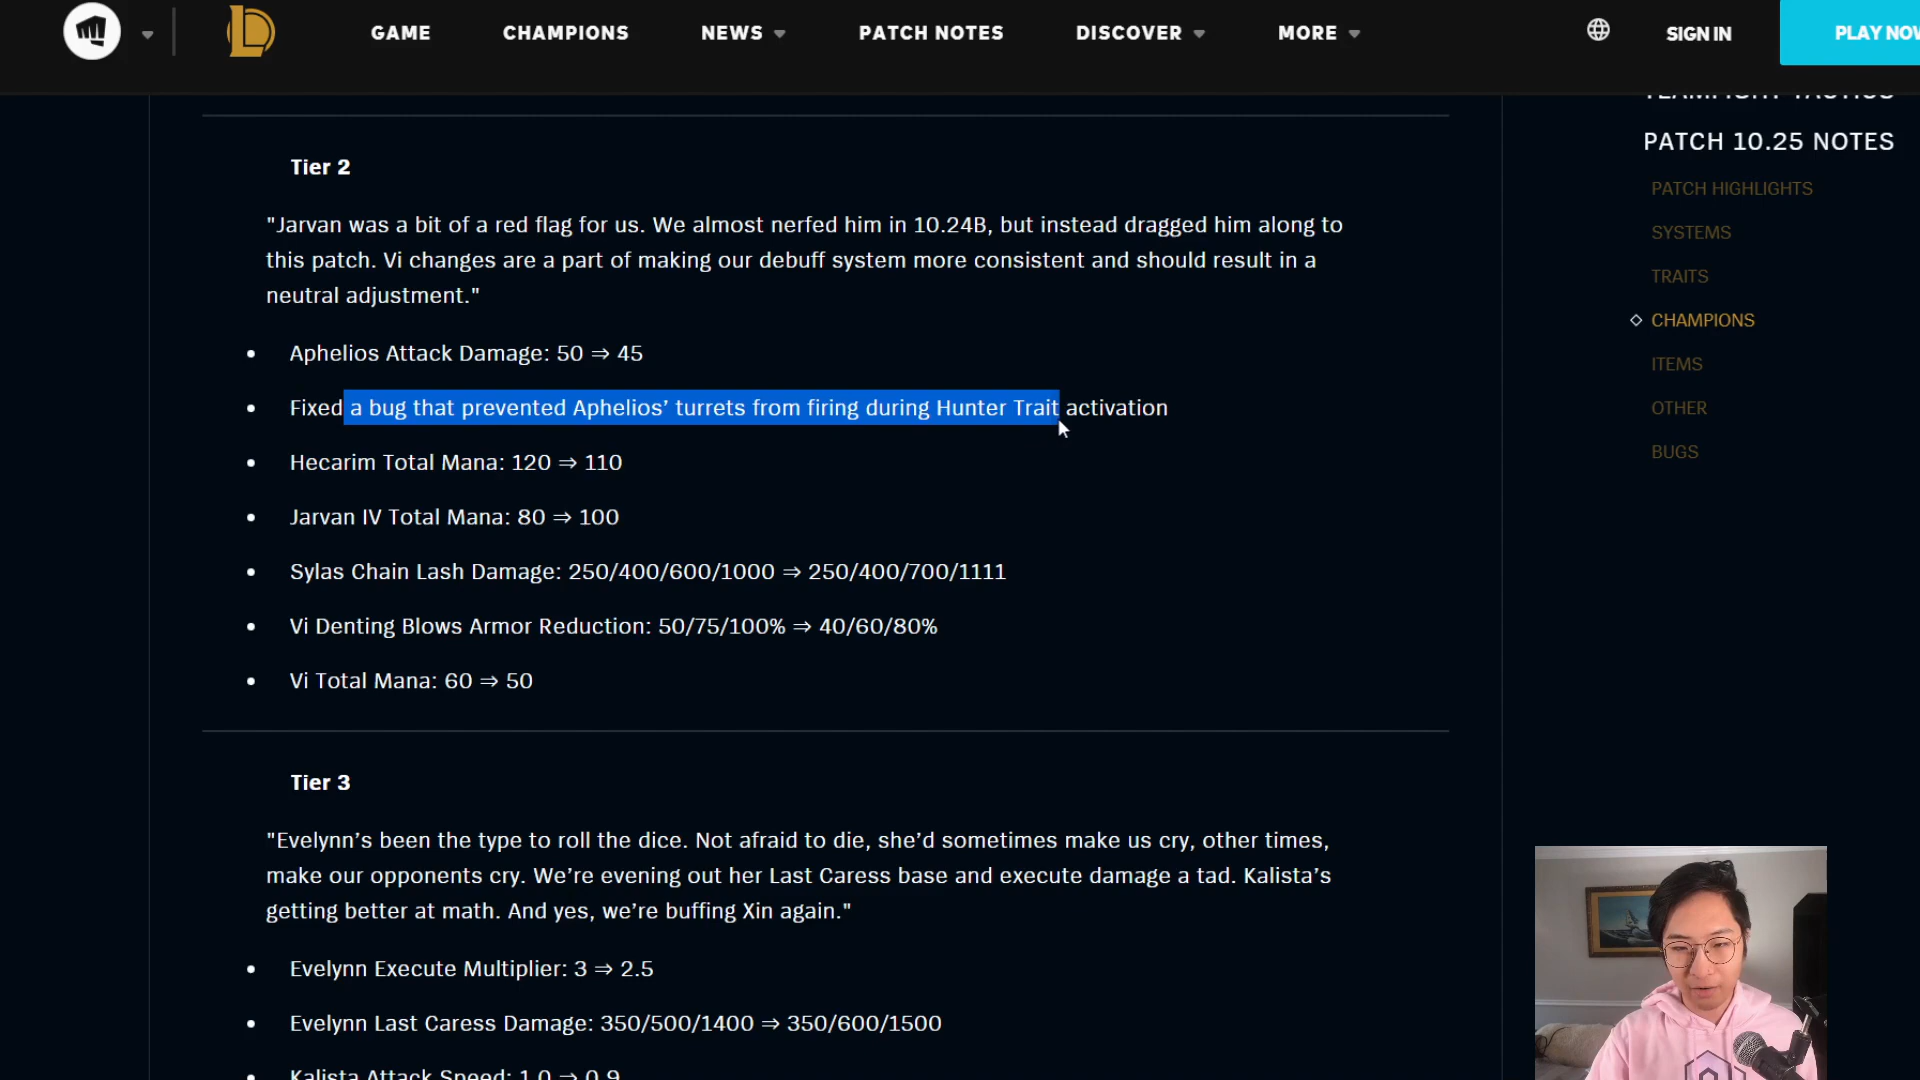 GAME CHAMPIONS NEWS PATCH NOTES DISCOVER MORE SIGN IN PLAY NOW
Tier 2
"Jarvan was a bit of a red flag for us. We almost nerfed him in 10.24B, but instead dragged him along to
this patch. Vi changes are a part of making our debuff system more consistent and should result in a
neutral adjustment."
• Aphelios Attack Damage: 50 ⇒ 45
• Fixed a bug that prevented Aphelios’ turrets from firing during Hunter Trait activation
• Hecarim Total Mana: 120 ⇒ 110
• Jarvan IV Total Mana: 80 ⇒ 100
• Sylas Chain Lash Damage: 250/400/600/1000 ⇒ 250/400/700/1111
• Vi Denting Blows Armor Reduction: 50/75/100% ⇒ 40/60/80%
• Vi Total Mana: 60 ⇒ 50
Tier 3
"Evelynn’s been the type to roll the dice. Not afraid to die, she’d sometimes make us cry, other times,
make our opponents cry. We’re evening out her Last Caress base and execute damage a tad. Kalista’s
getting better at math. And yes, we’re buffing Xin again."
• Evelynn Execute Multiplier: 3 ⇒ 2.5
• Evelynn Last Caress Damage: 350/500/1400 ⇒ 350/600/1500
• Kalista Attack Speed: 1.0 ⇒ 0.9
TEAMFIGHT TACTICS
PATCH 10.25 NOTES
PATCH HIGHLIGHTS
SYSTEMS
TRAITS
CHAMPIONS
ITEMS
OTHER
BUGS